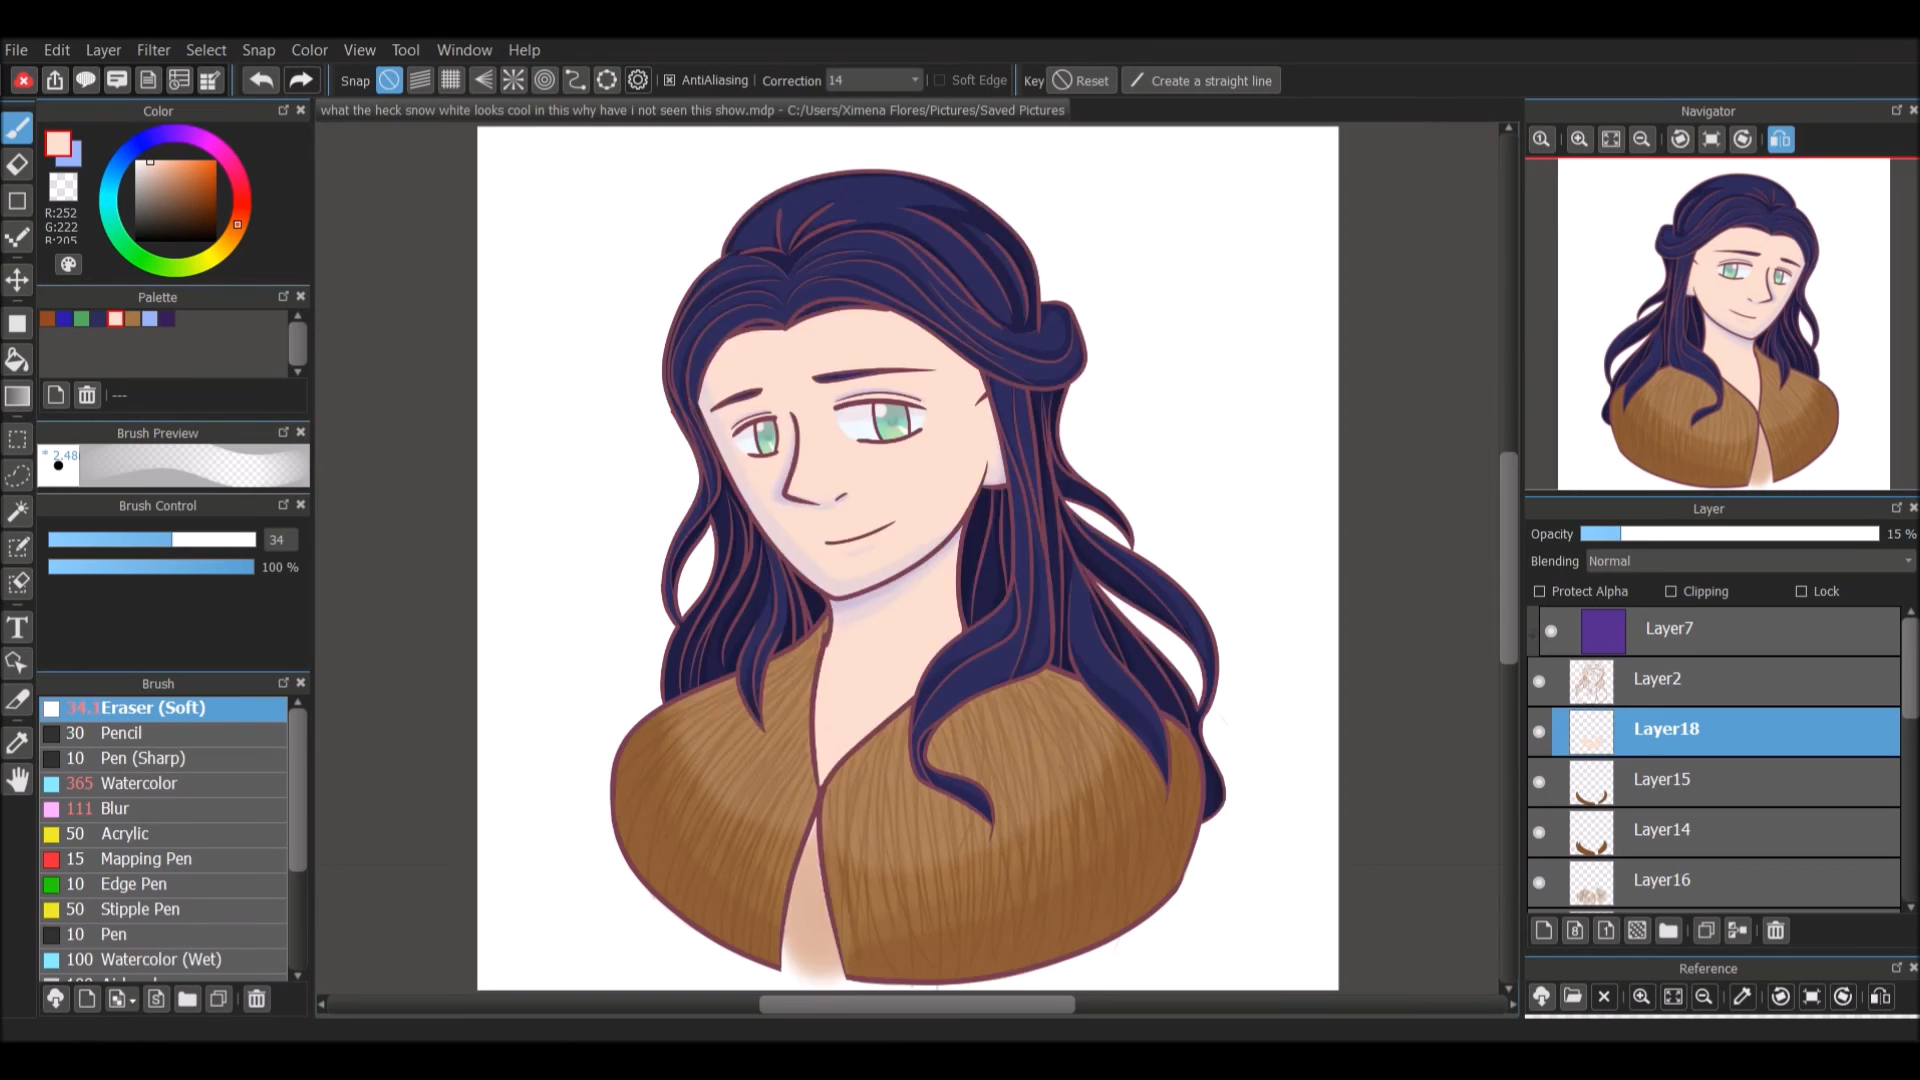 File Edit Layer Filter Select Snap Color View Tool Window Help
Snap AntiAliasing Correction 14 Soft Edge Key Reset Create a straight line
Color
what the heck snow white looks cool in this why have i not seen this show.mdp - C:/Users/Ximena Flores/Pictures/Saved Pictures
Navigator
R:252
G:222
B:205
Palette
---
Brush Preview
* 2.48
Brush Control
34
100 %
Brush
34.1 Eraser (Soft)
30 Pencil
10 Pen (Sharp)
365 Watercolor
111 Blur
50 Acrylic
15 Mapping Pen
10 Edge Pen
50 Stipple Pen
10 Pen
100 Watercolor (Wet)
Layer
Opacity 15 %
Blending Normal
Protect Alpha Clipping Lock
Layer7
Layer2
Layer18
Layer15
Layer14
Layer16
Reference